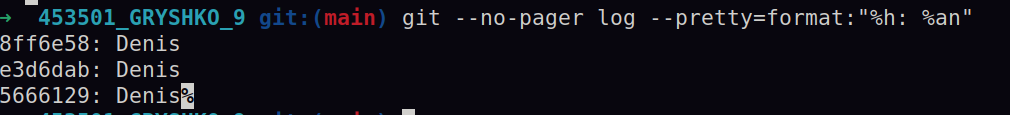 → 453501_GRYSHKO_9 git:(main) git --no-pager log --pretty=format:"%h: %an"
8ff6e58: Denis
e3d6dab: Denis
5666129: Denis%